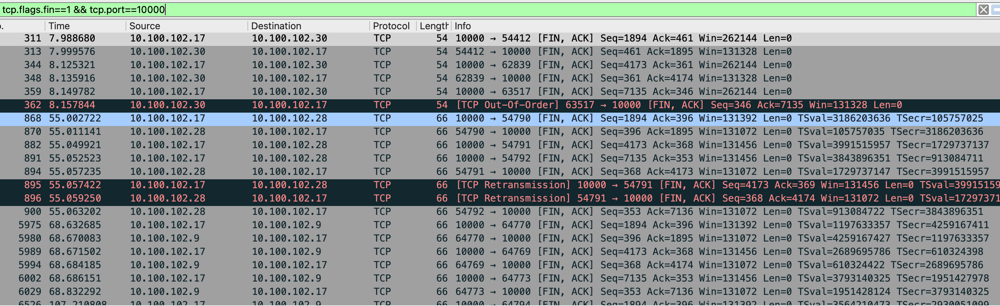 tcp.flags.fin==1 && tcp.port==10000
. Time Source Destination Protocol Length Info
311 7.988680 10.100.102.17 10.100.102.30 TCP 54 10000 → 54412 [FIN, ACK] Seq=1894 Ack=461 Win=262144 Len=0
313 7.999576 10.100.102.30 10.100.102.17 TCP 54 54412 → 10000 [FIN, ACK] Seq=461 Ack=1895 Win=131328 Len=0
344 8.125321 10.100.102.17 10.100.102.30 TCP 54 10000 → 62839 [FIN, ACK] Seq=4173 Ack=361 Win=262144 Len=0
348 8.135916 10.100.102.30 10.100.102.17 TCP 54 62839 → 10000 [FIN, ACK] Seq=361 Ack=4174 Win=131328 Len=0
359 8.149782 10.100.102.17 10.100.102.30 TCP 54 10000 → 63517 [FIN, ACK] Seq=7135 Ack=346 Win=262144 Len=0
362 8.157844 10.100.102.30 10.100.102.17 TCP 54 [TCP Out-Of-Order] 63517 → 10000 [FIN, ACK] Seq=346 Ack=7135 Win=131328 Len=0
868 55.002722 10.100.102.17 10.100.102.28 TCP 66 10000 → 54790 [FIN, ACK] Seq=1894 Ack=396 Win=131392 Len=0 TSval=3186203636 TSecr=105757025
870 55.011141 10.100.102.28 10.100.102.17 TCP 66 54790 → 10000 [FIN, ACK] Seq=396 Ack=1895 Win=131072 Len=0 TSval=105757035 TSecr=3186203636
882 55.049921 10.100.102.17 10.100.102.28 TCP 66 10000 → 54791 [FIN, ACK] Seq=4173 Ack=368 Win=131456 Len=0 TSval=3991515957 TSecr=1729737137
891 55.052523 10.100.102.17 10.100.102.28 TCP 66 10000 → 54792 [FIN, ACK] Seq=7135 Ack=353 Win=131456 Len=0 TSval=3843896351 TSecr=913084711
894 55.057235 10.100.102.28 10.100.102.17 TCP 66 54791 → 10000 [FIN, ACK] Seq=368 Ack=4173 Win=131072 Len=0 TSval=1729737147 TSecr=3991515957
895 55.057422 10.100.102.17 10.100.102.28 TCP 66 [TCP Retransmission] 10000 → 54791 [FIN, ACK] Seq=4173 Ack=369 Win=131456 Len=0 TSval=39915159
896 55.059250 10.100.102.28 10.100.102.17 TCP 66 [TCP Retransmission] 54791 → 10000 [FIN, ACK] Seq=368 Ack=4174 Win=131072 Len=0 TSval=17297371
900 55.063202 10.100.102.28 10.100.102.17 TCP 66 54792 → 10000 [FIN, ACK] Seq=353 Ack=7136 Win=131072 Len=0 TSval=913084722 TSecr=3843896351
5975 68.632685 10.100.102.17 10.100.102.9 TCP 66 10000 → 64770 [FIN, ACK] Seq=1894 Ack=396 Win=131392 Len=0 TSval=1197633357 TSecr=4259167411
5980 68.670083 10.100.102.9 10.100.102.17 TCP 66 64770 → 10000 [FIN, ACK] Seq=396 Ack=1895 Win=131072 Len=0 TSval=4259167427 TSecr=1197633357
5989 68.671502 10.100.102.17 10.100.102.9 TCP 66 10000 → 64769 [FIN, ACK] Seq=4173 Ack=368 Win=131456 Len=0 TSval=2689695786 TSecr=610324398
5994 68.684185 10.100.102.9 10.100.102.17 TCP 66 64769 → 10000 [FIN, ACK] Seq=368 Ack=4174 Win=131072 Len=0 TSval=610324422 TSecr=2689695786
6002 68.686151 10.100.102.17 10.100.102.9 TCP 66 10000 → 64773 [FIN, ACK] Seq=7135 Ack=353 Win=131456 Len=0 TSval=3793140325 TSecr=1951427978
6029 68.832292 10.100.102.9 10.100.102.17 TCP 66 64773 → 10000 [FIN, ACK] Seq=353 Ack=7136 Win=131072 Len=0 TSval=1951428124 TSecr=3793140325
6526 107.210808 10.100.102.17 10.100.102.9 TCP 66 10000 → 64794 [FIN, ACK] Seq=1894 Ack=396 Win=131392 Len=0 TSval=3564210473 TSecr=2930051099